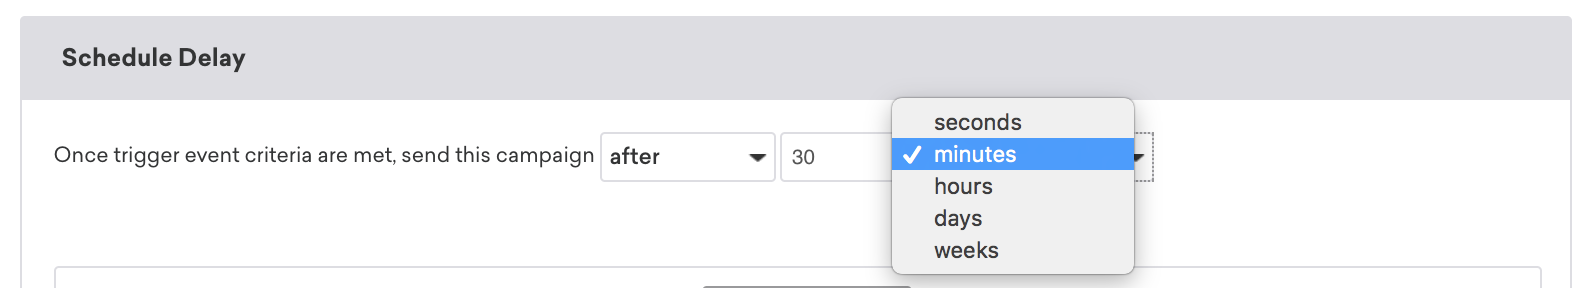 Schedule Delay
Once trigger event criteria are met, send this campaign after 30
seconds
minutes
hours
days
weeks